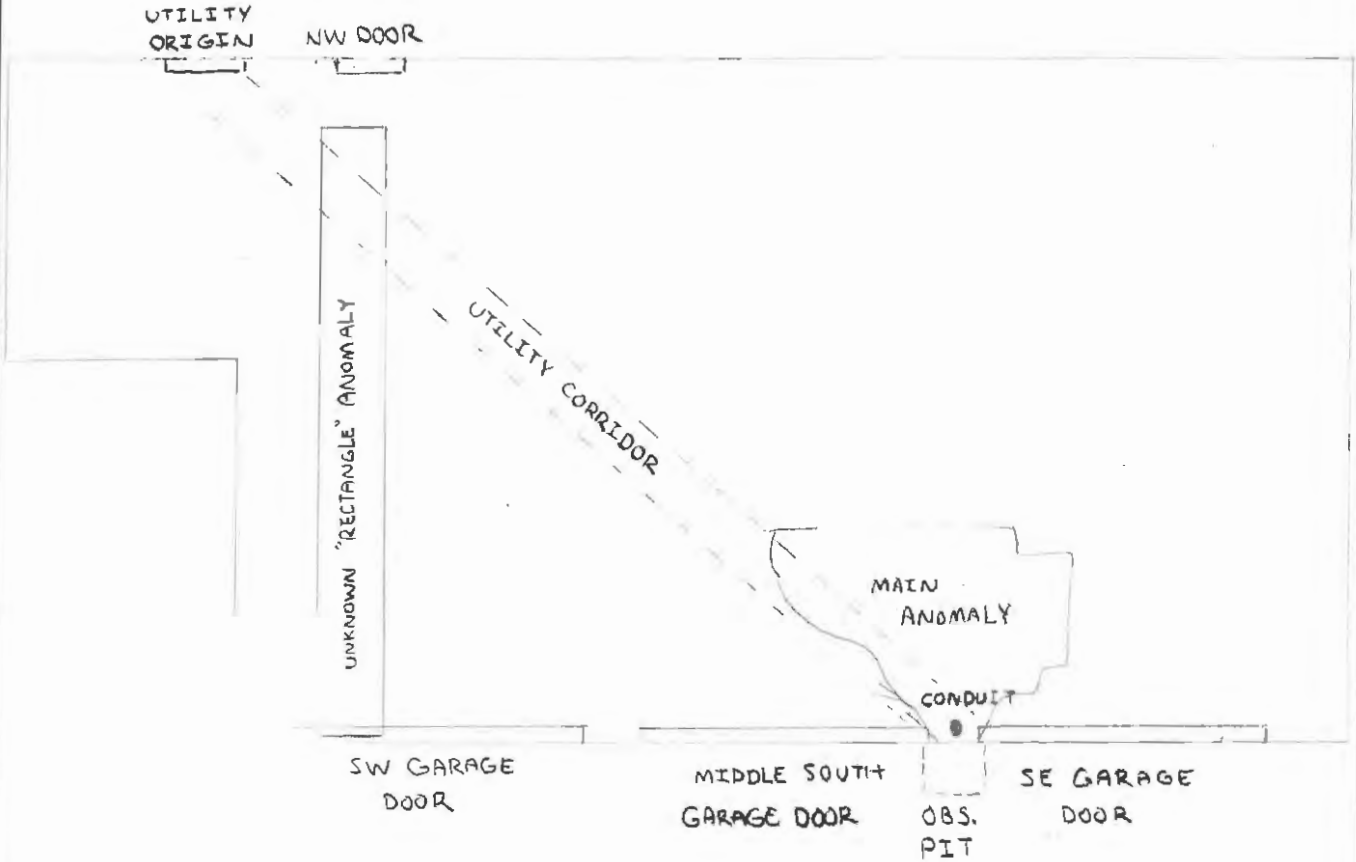 UTILITY
ORIGIN
NW DOOR
UNKNOWN "RECTANGLE" ANOMALY
UTILITY CORRIDOR
MAIN
ANOMALY
CONDUIT
SW GARAGE
DOOR
MIDDLE SOUTH
GARAGE DOOR
OBS.
PIT
SE GARAGE
DOOR